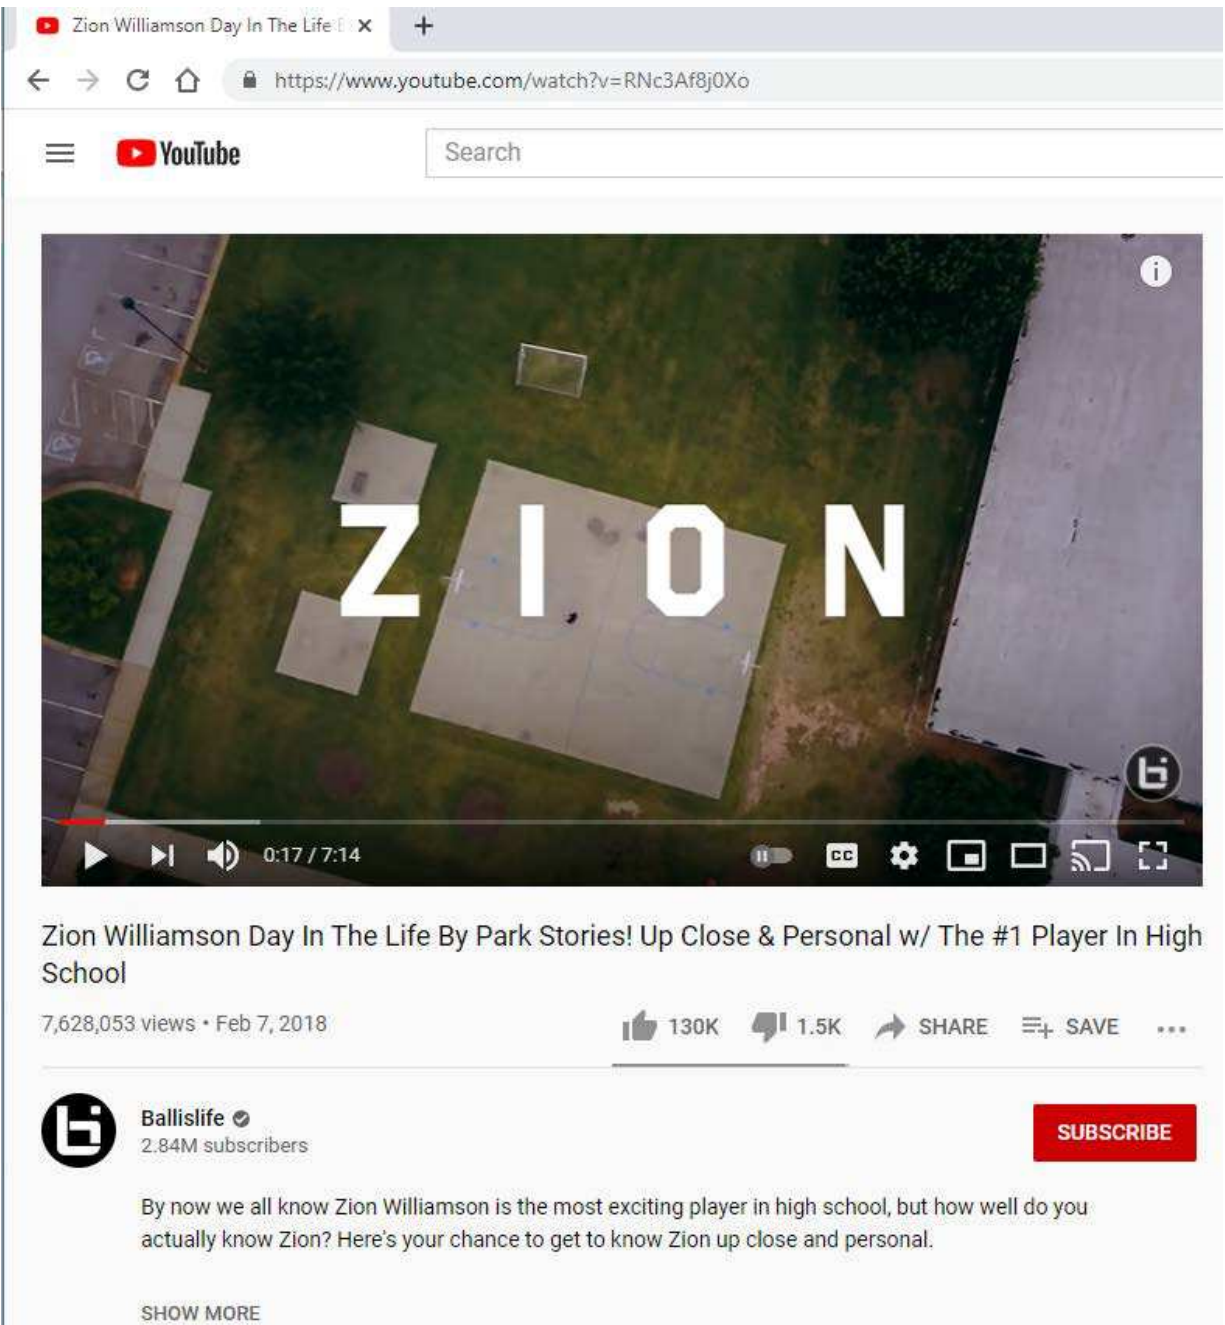 Zion Williamson Day In The Life
https://www.youtube.com/watch?v=RNc3Af8j0Xo
YouTube
Search
ZION
0:17 / 7:14
CC
Zion Williamson Day In The Life By Park Stories! Up Close & Personal w/ The #1 Player In High
School
7,628,053 views • Feb 7, 2018
130K 1.5K SHARE SAVE
Ballislife
2.84M subscribers
SUBSCRIBE
By now we all know Zion Williamson is the most exciting player in high school, but how well do you
actually know Zion? Here's your chance to get to know Zion up close and personal.
SHOW MORE